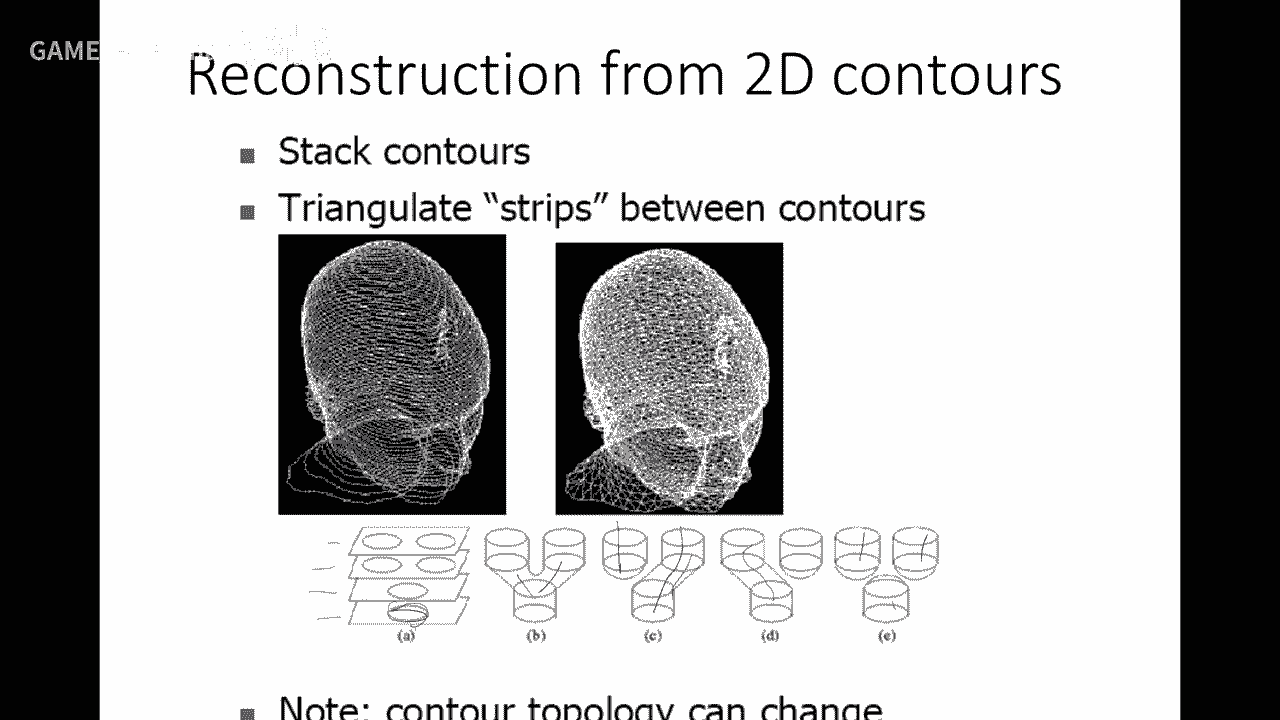 GAME
Reconstruction from 2D contours
Stack contours
Triangulate “strips” between contours
(a) (b) (c) (d) (e)
Note: contour topology can change